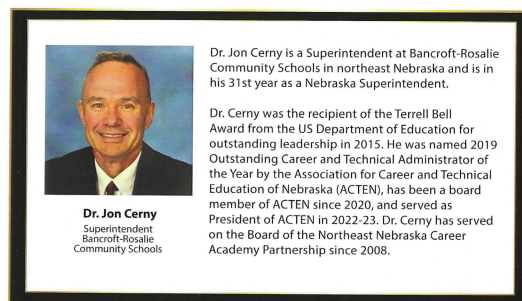 Dr. Jon Cerny is a Superintendent at Bancroft-Rosalie
Community Schools in northeast Nebraska and is in
his 31st year as a Nebraska Superintendent.
Dr. Cerny was the recipient of the Terrell Bell
Award from the US Department of Education for
outstanding leadership in 2015. He was named 2019
Outstanding Career and Technical Administrator of
the Year by the Association for Career and Technical
Education of Nebraska (ACTEN), has been a board
member of ACTEN since 2020, and served as
President of ACTEN in 2022-23. Dr. Cerny has served
on the Board of the Northeast Nebraska Career
Academy Partnership since 2008.
Dr. Jon Cerny
Superintendent
Bancroft-Rosalie
Community Schools